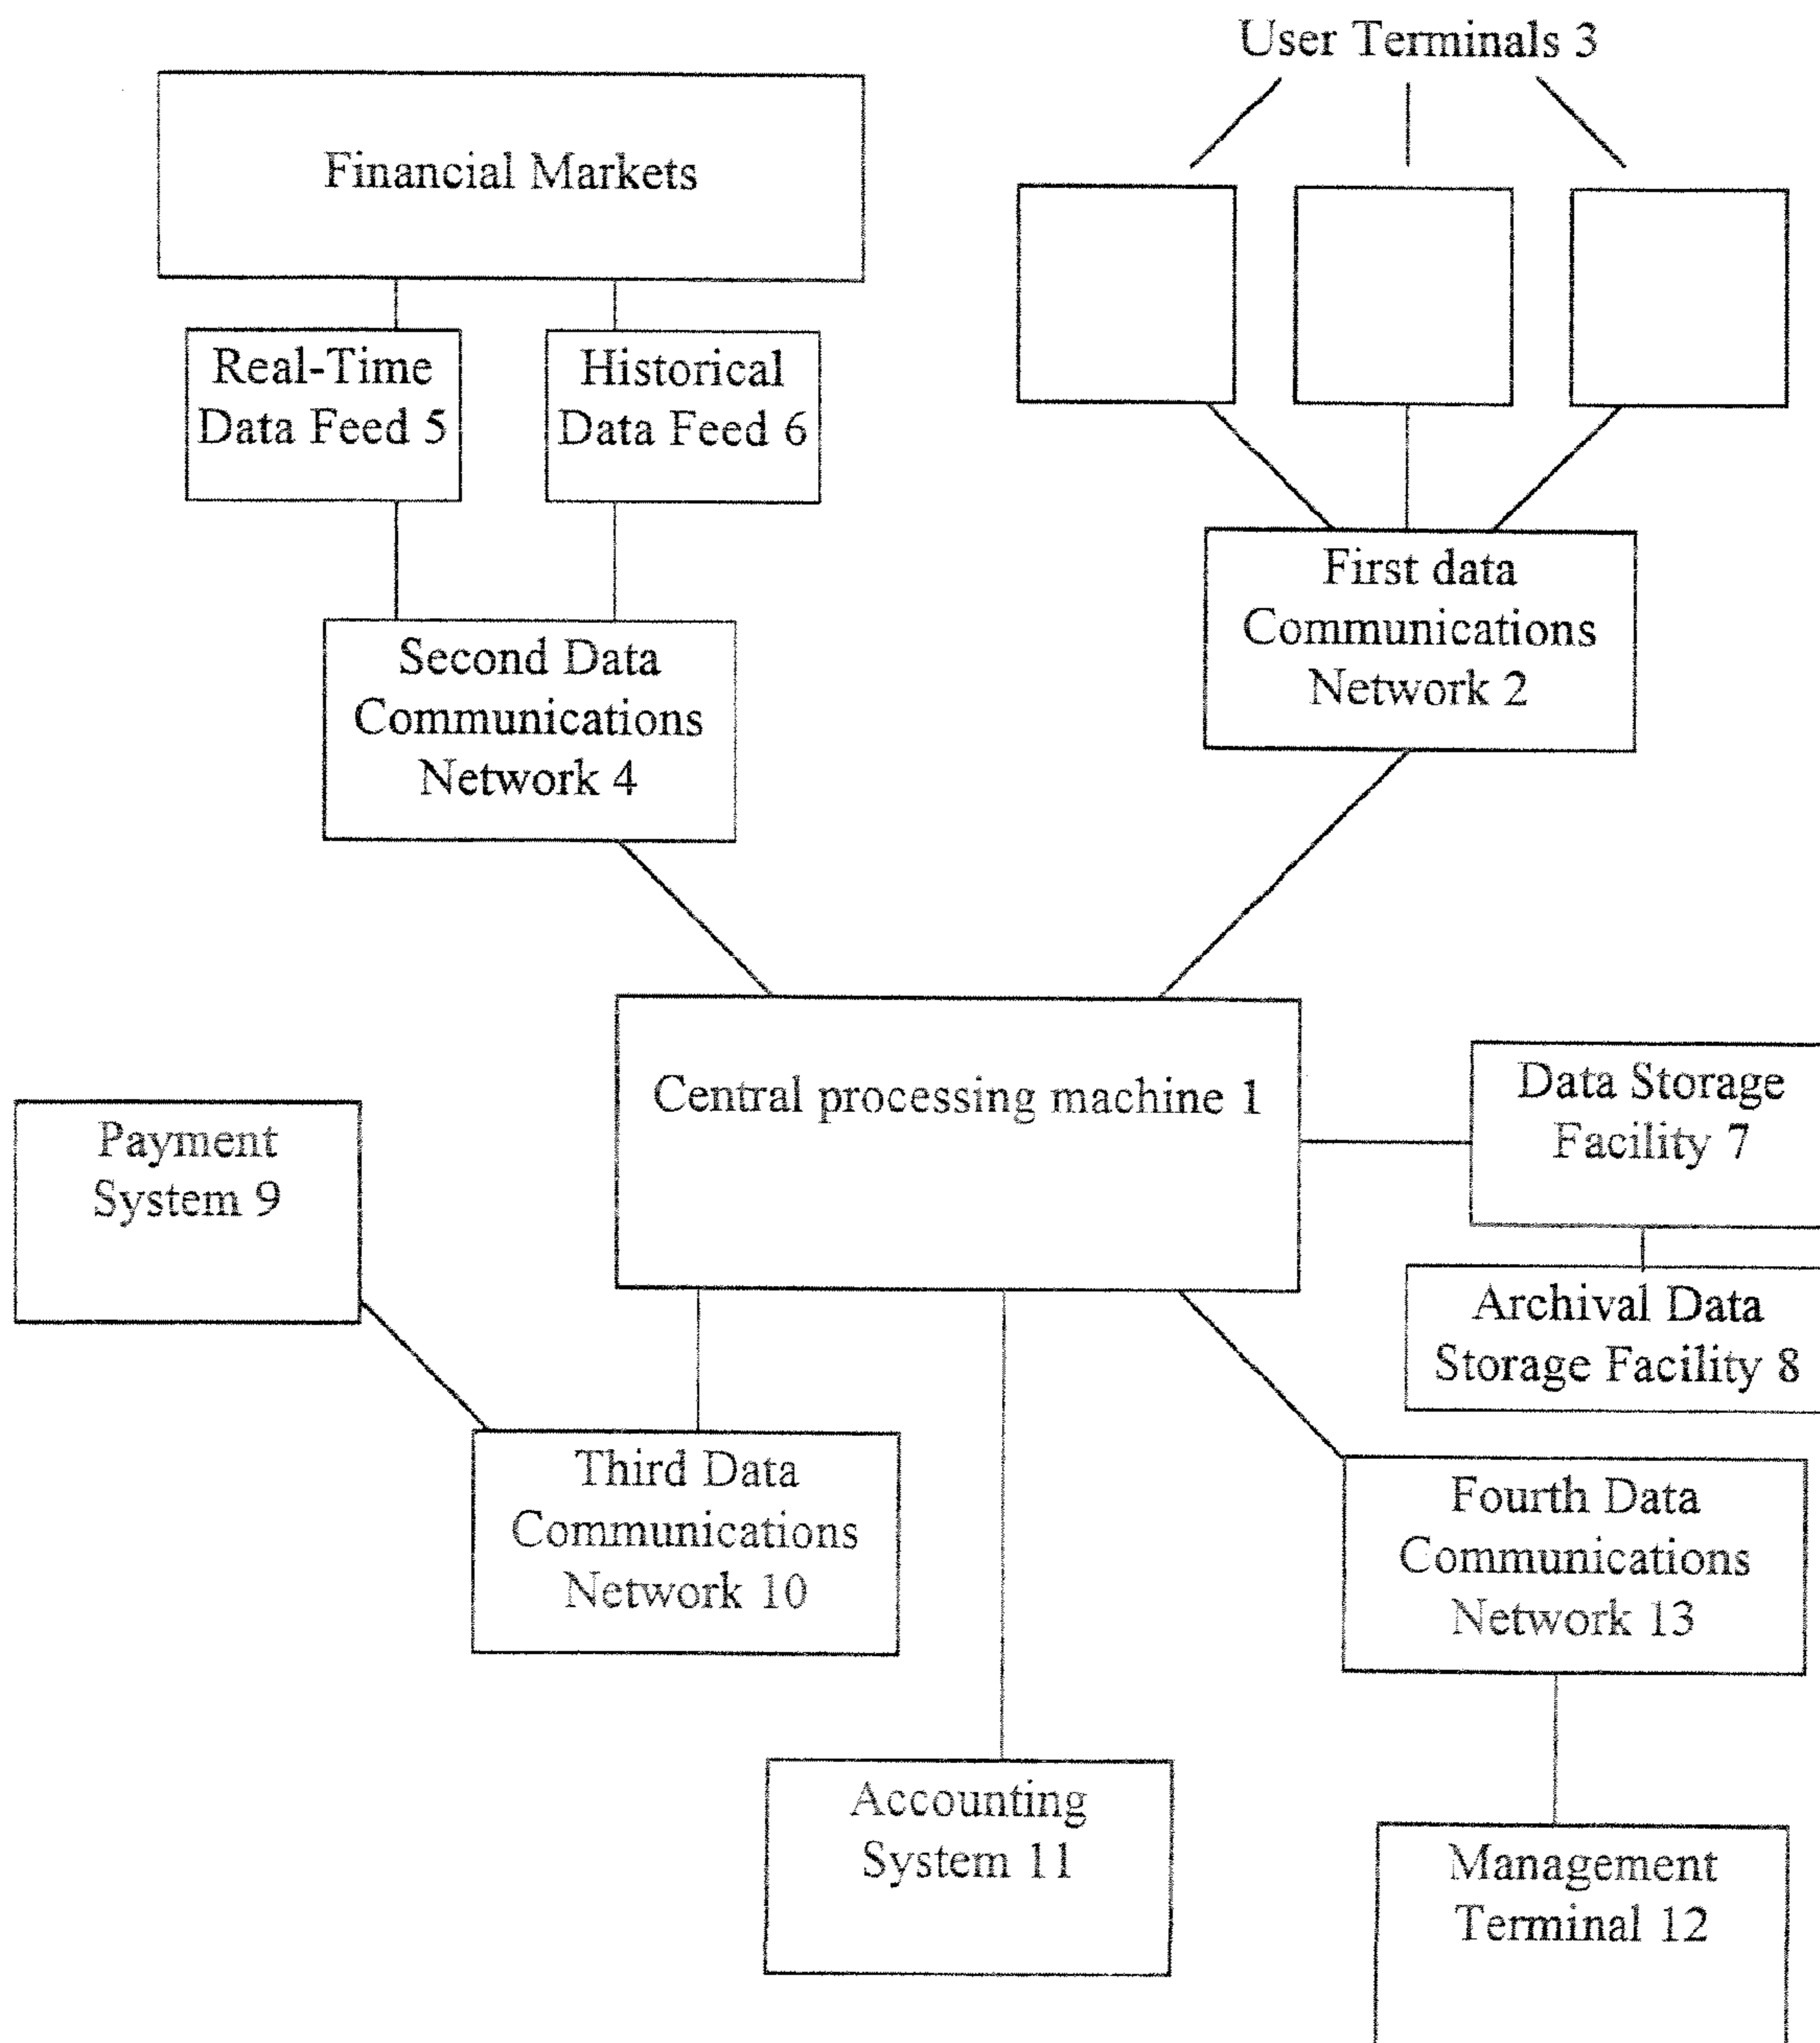 User Terminals 3
Financial Markets
Real-Time
Data Feed 5
Historical
Data Feed 6
First data
Communications
Network 2
Second Data
Communications
Network 4
Central processing machine 1
Data Storage
Facility 7
Payment
System 9
Archival Data
Storage Facility 8
Third Data
Communications
Network 10
Fourth Data
Communications
Network 13
Accounting
System 11
Management
Terminal 12